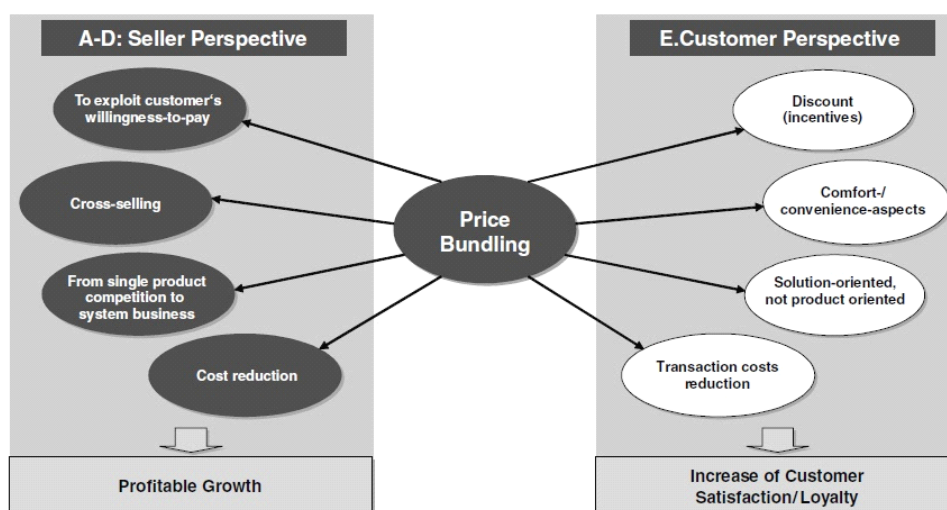 A-D: Seller Perspective
To exploit customer‘s
willingness-to-pay
Cross-selling
From single product
competition to
system business
Cost reduction
Profitable Growth
Price
Bundling
E.Customer Perspective
Discount
(incentives)
Comfort-/
convenience-aspects
Solution-oriented,
not product oriented
Transaction costs
reduction
Increase of Customer
Satisfaction/Loyalty